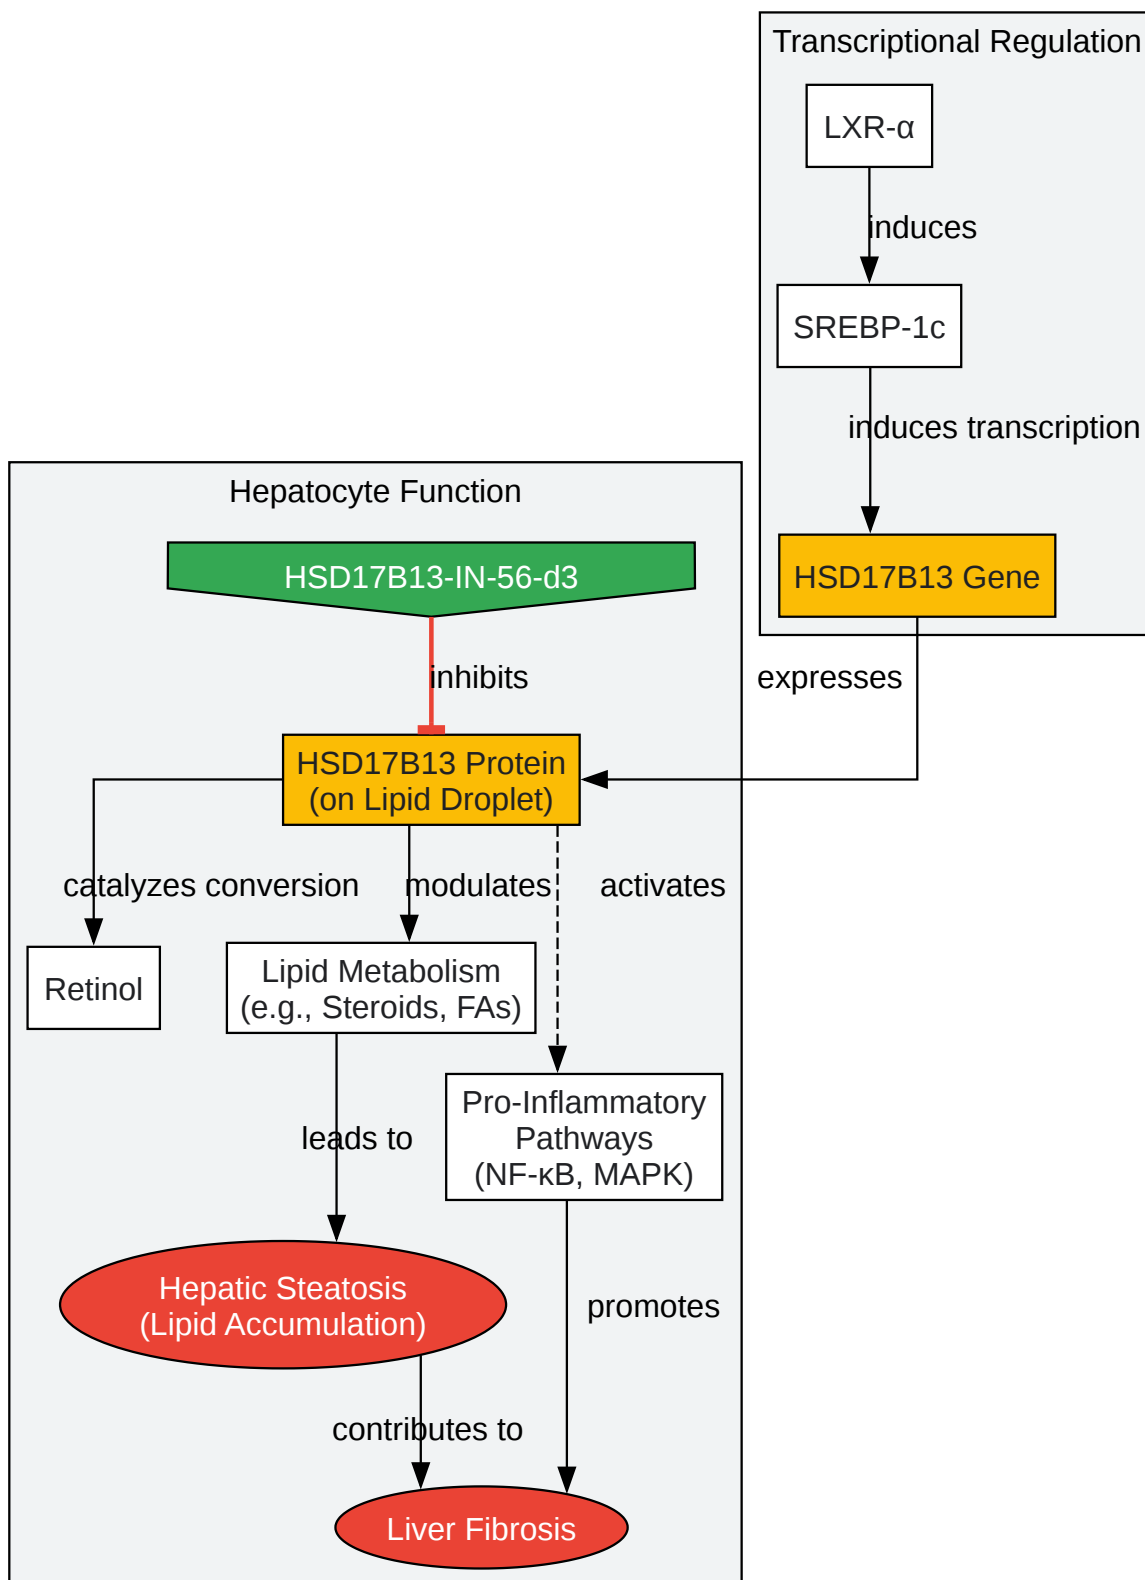 Transcriptional Regulation
LXR-α
induces
SREBP-1c
induces transcription
HSD17B13 Gene
expresses
Hepatocyte Function
HSD17B13-IN-56-d3
inhibits
HSD17B13 Protein
(on Lipid Droplet)
catalyzes conversion
modulates
activates
Retinol
Lipid Metabolism
(e.g., Steroids, FAs)
Pro-Inflammatory
Pathways
(NF-κB, MAPK)
leads to
Hepatic Steatosis
(Lipid Accumulation)
promotes
contributes to
Liver Fibrosis